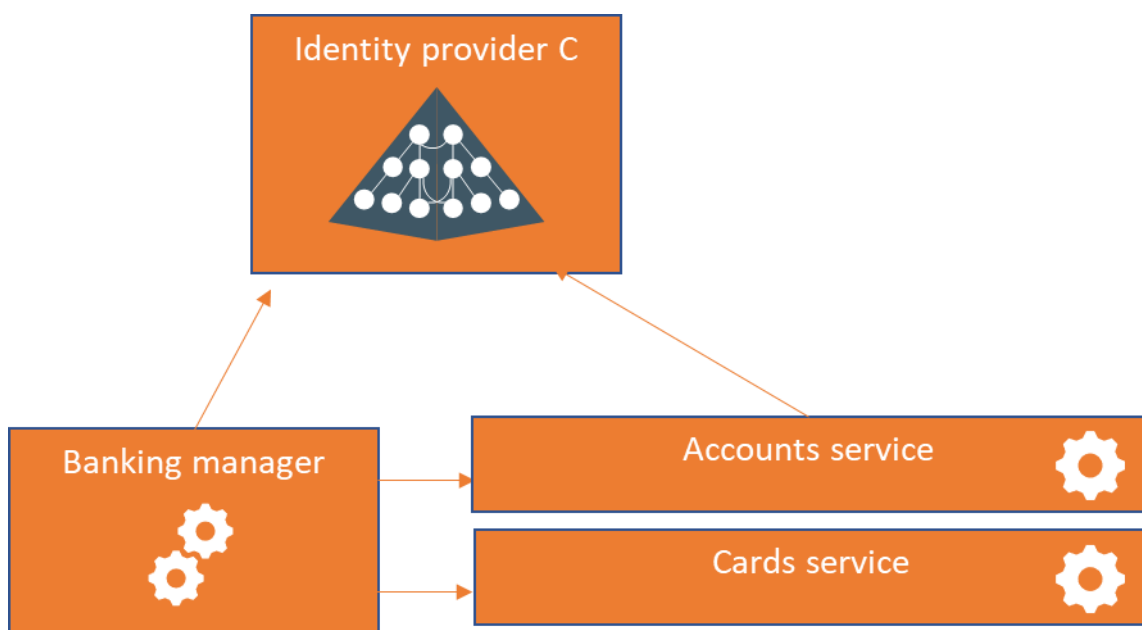 Identity provider C
Banking manager
Accounts service
Cards service